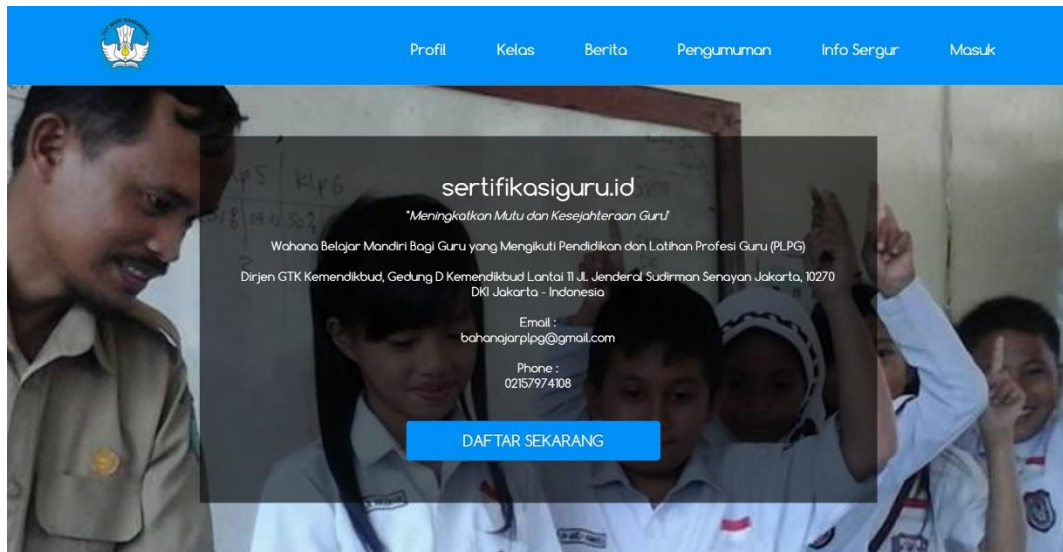 Profil
Kelas
Berita
Pengumuman
Info Sergur
Masuk
sertifikasiguru.id
"Meningkatkan Mutu dan Kesejahteraan Guru"
Wahana Belajar Mandiri Bagi Guru yang Mengikuti Pendidikan dan Latihan Profesi Guru (PLPG)
Dirjen GTK Kemendikbud, Gedung D Kemendikbud Lantai 11 JL. Jenderal Sudirman Senayan Jakarta, 10270
DKI Jakarta - Indonesia
Email :
bahanajarplpg@gmail.com
Phone :
02157974108
DAFTAR SEKARANG